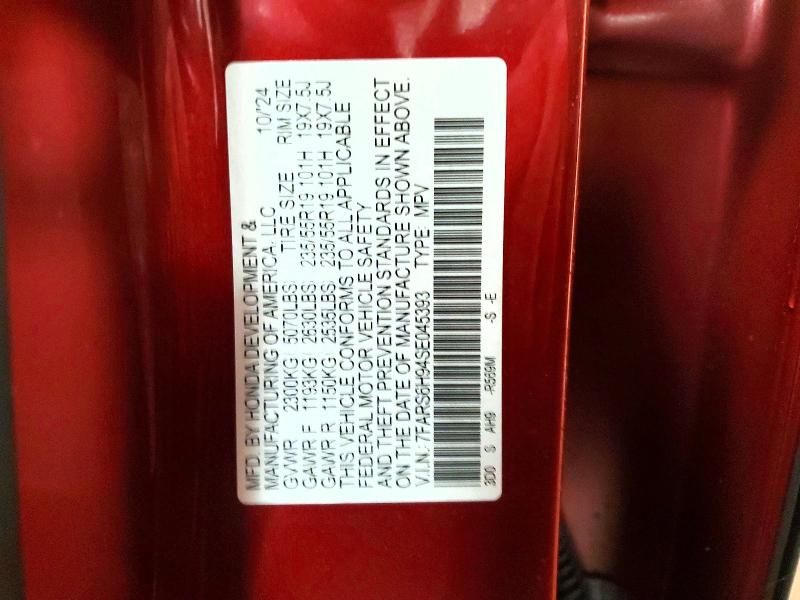 MFD. BY HONDA DEVELOPMENT & 10/'24
MANUFACTURING OF AMERICA, LLC
GVWR 2300KG 5070LBS TIRE SIZE RIM SIZE
GAWR F 1193KG 2630LBS 235/55R19 101H 19X7.5J
GAWR R 1150KG 2535LBS 235/55R19 101H 19X7.5J
THIS VEHICLE CONFORMS TO ALL APPLICABLE
FEDERAL MOTOR VEHICLE SAFETY
AND THEFT PREVENTION STANDARDS IN EFFECT
ON THE DATE OF MANUFACTURE SHOWN ABOVE.
V.I.N.: 7FARS6H94SE045393 TYPE: MPV
3D0 S AH9 -R569M -S -E